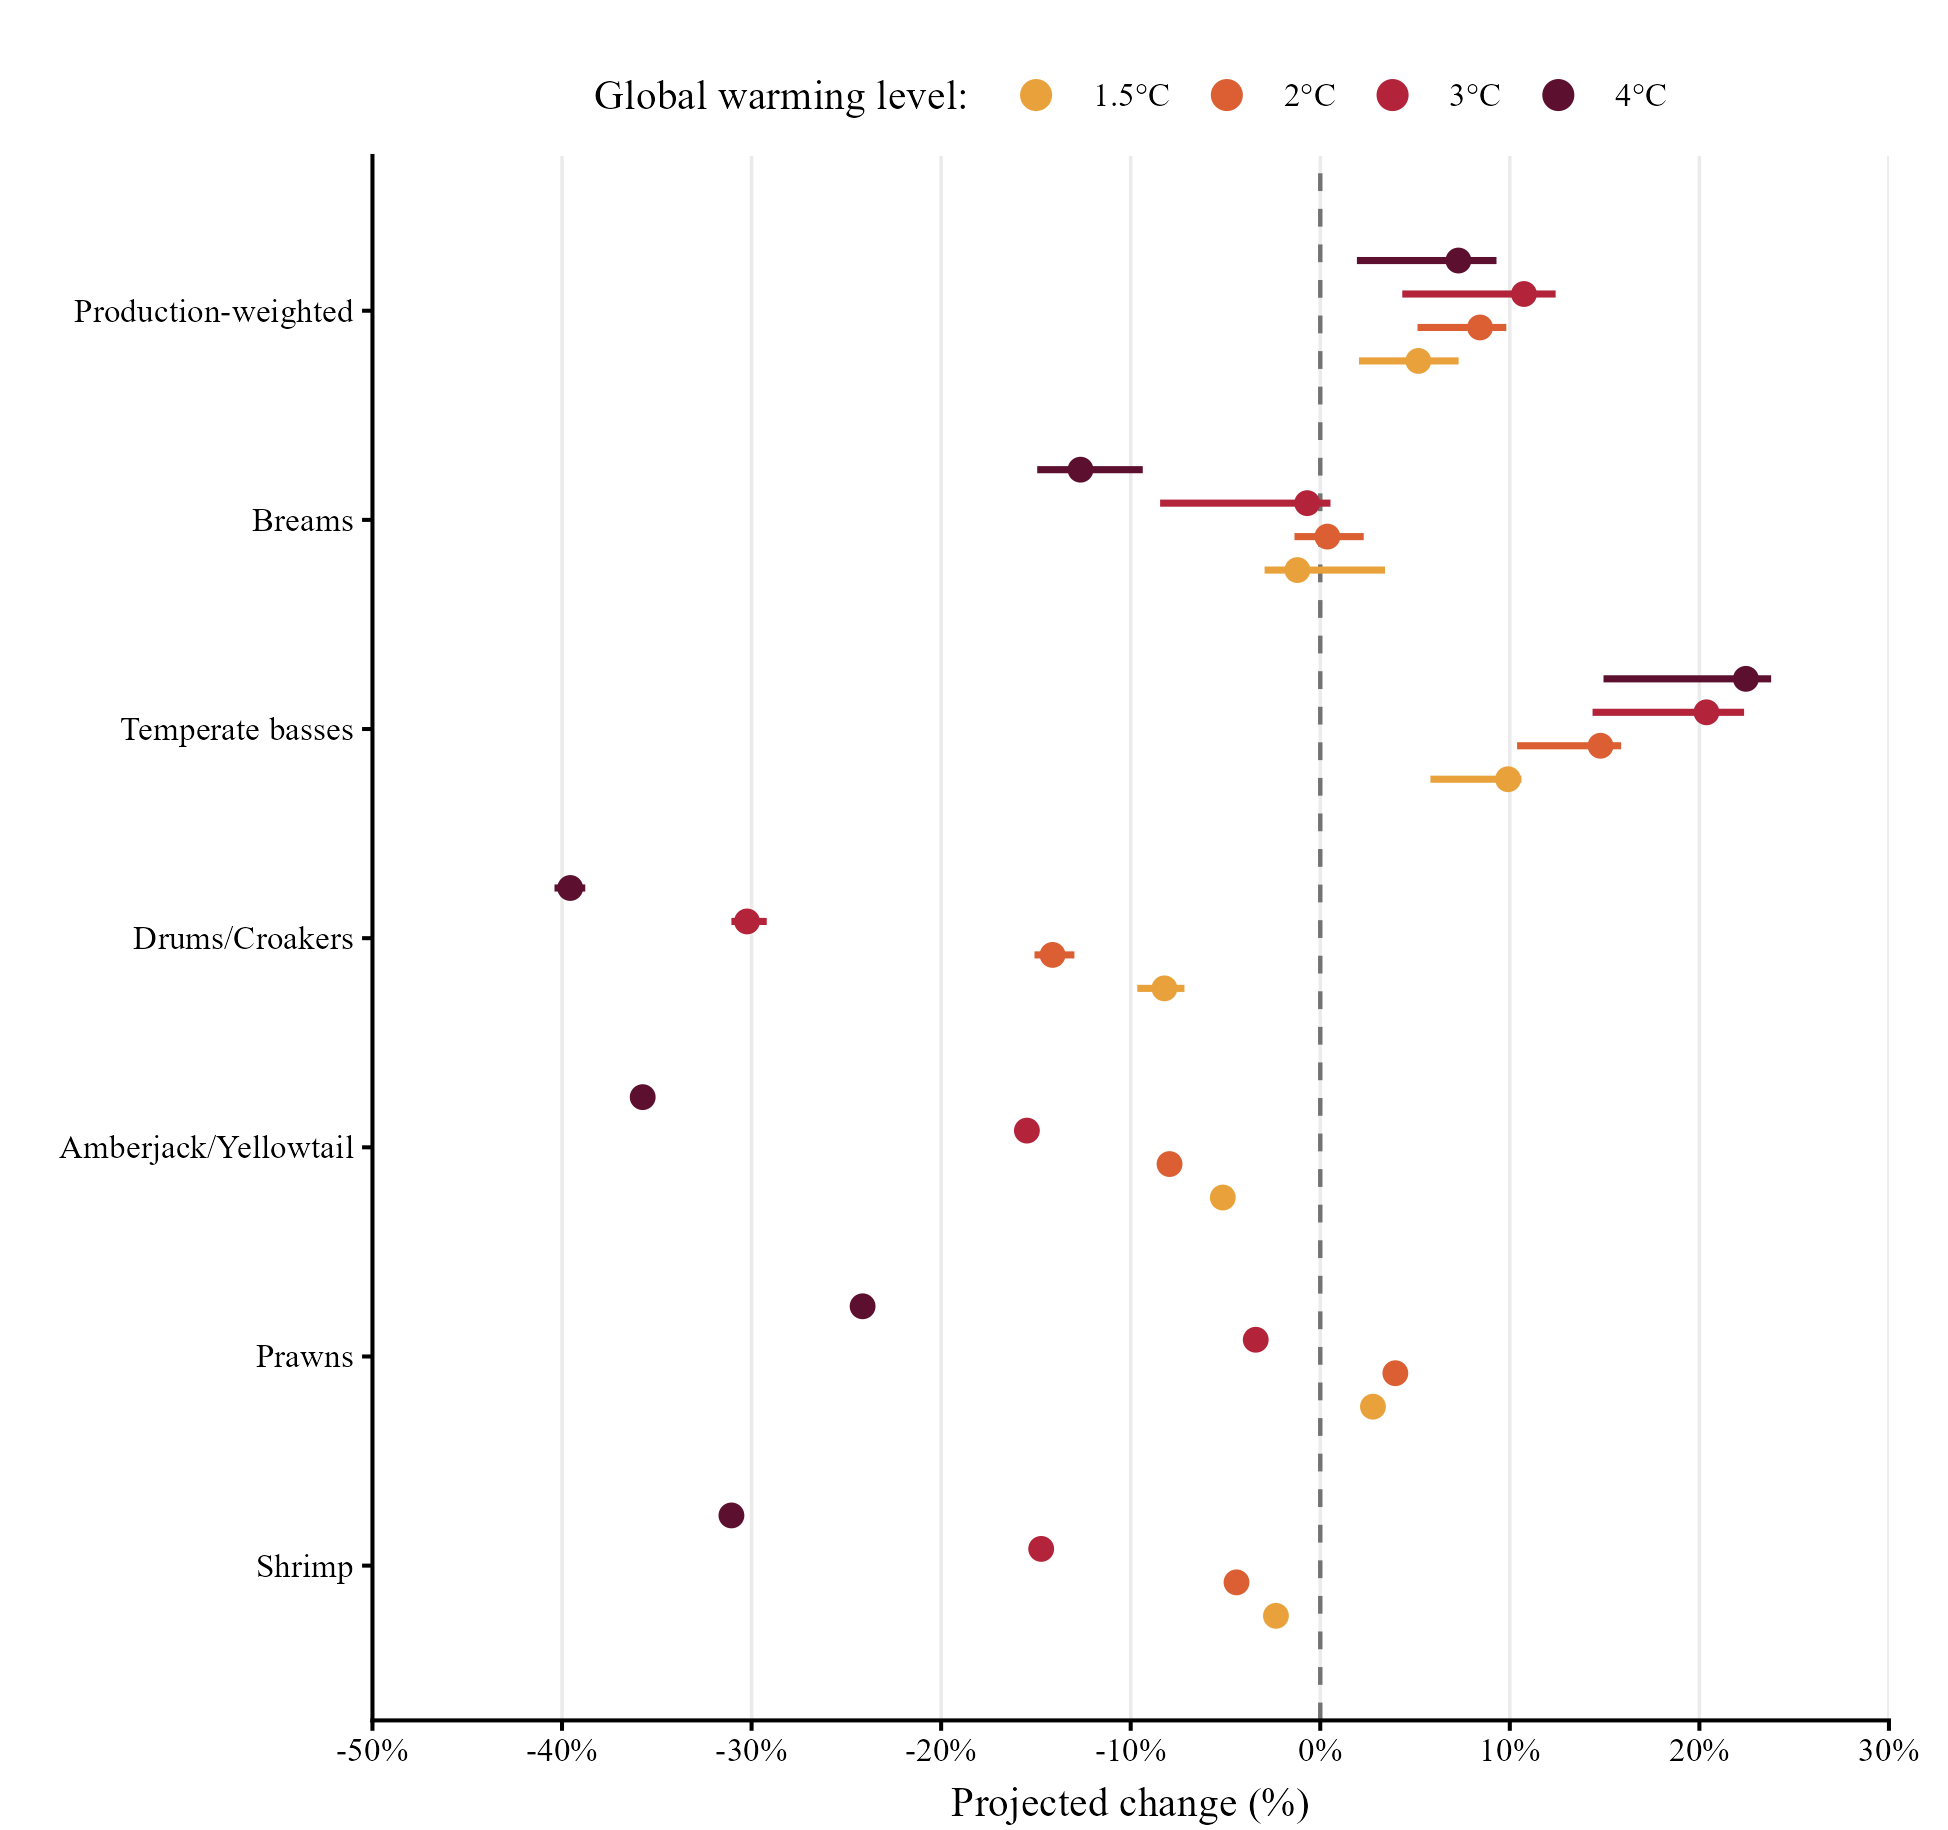 Global warming level: 1.5°C 2°C 3°C 4°C
Production-weighted
Breams
Temperate basses
Drums/Croakers
Amberjack/Yellowtail
Prawns
Shrimp
-50% -40% -30% -20% -10% 0% 10% 20% 30%
Projected change (%)